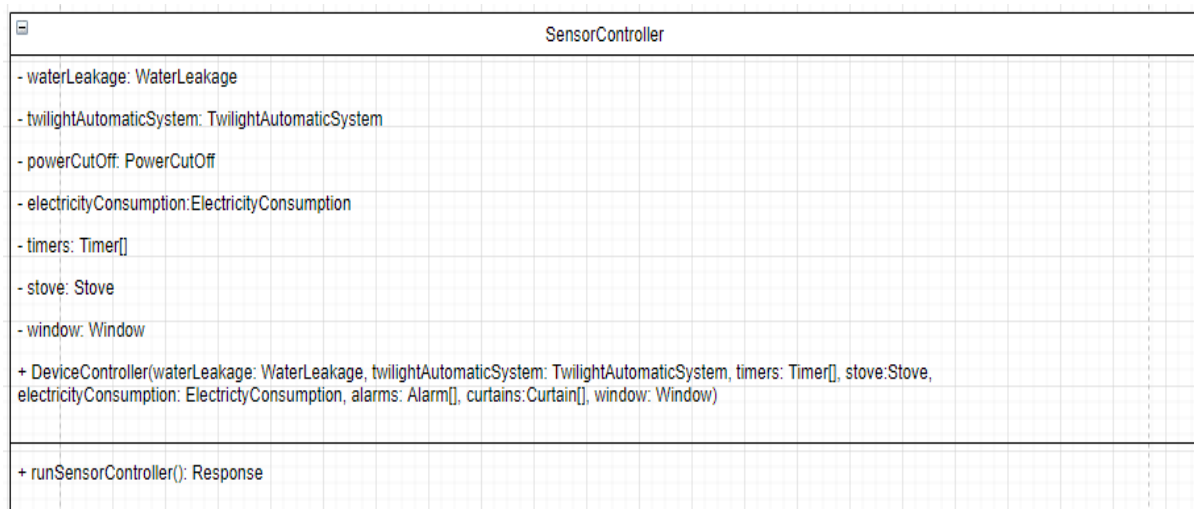 SensorController
- waterLeakage: WaterLeakage
- twilightAutomaticSystem: TwilightAutomaticSystem
- powerCutOff: PowerCutOff
- electricityConsumption:ElectricityConsumption
- timers: Timer[]
- stove: Stove
- window: Window
+ DeviceController(waterLeakage: WaterLeakage, twilightAutomaticSystem: TwilightAutomaticSystem, timers: Timer[], stove:Stove,
electricityConsumption: ElectrictyConsumption, alarms: Alarm[], curtains:Curtain[], window: Window)
+ runSensorController(): Response